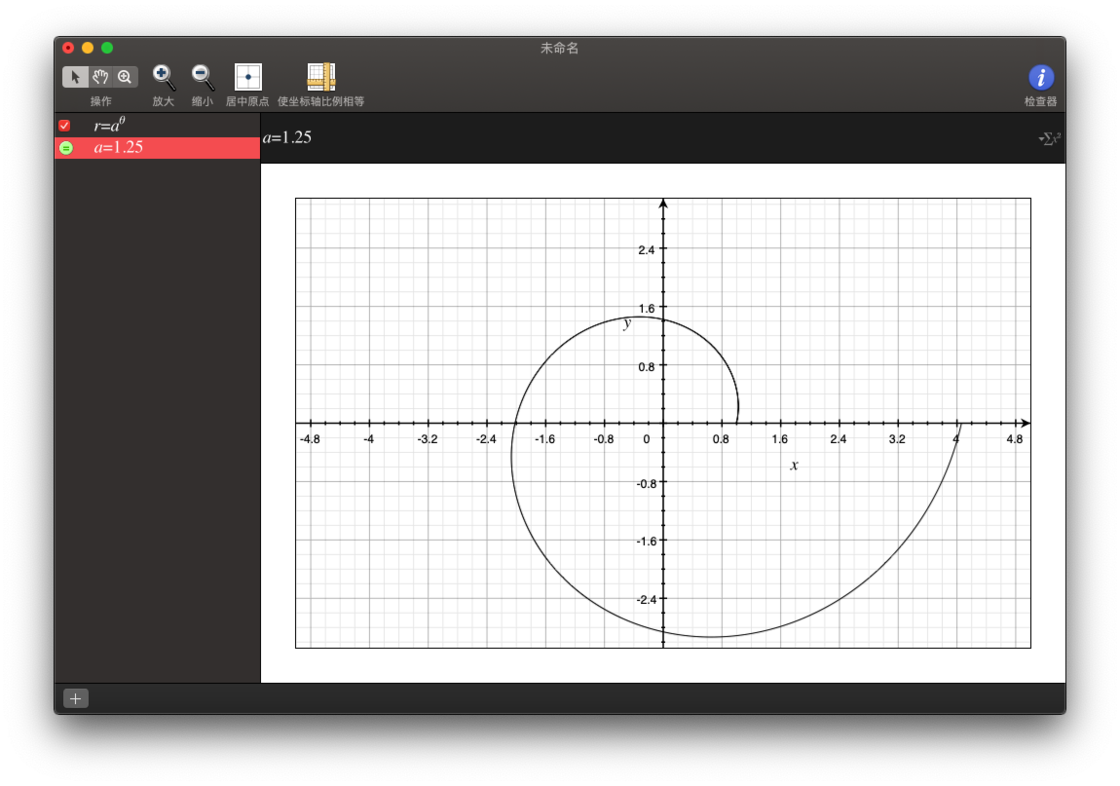 未命名
操作 放大 缩小 居中原点 使坐标轴比例相等 检查器
r=a^θ
a=1.25
a=1.25 Σx²
2.4
1.6
y
0.8
-4.8 -4 -3.2 -2.4 -1.6 -0.8 0 0.8 1.6 2.4 3.2 4 4.8
x
-0.8
-1.6
-2.4